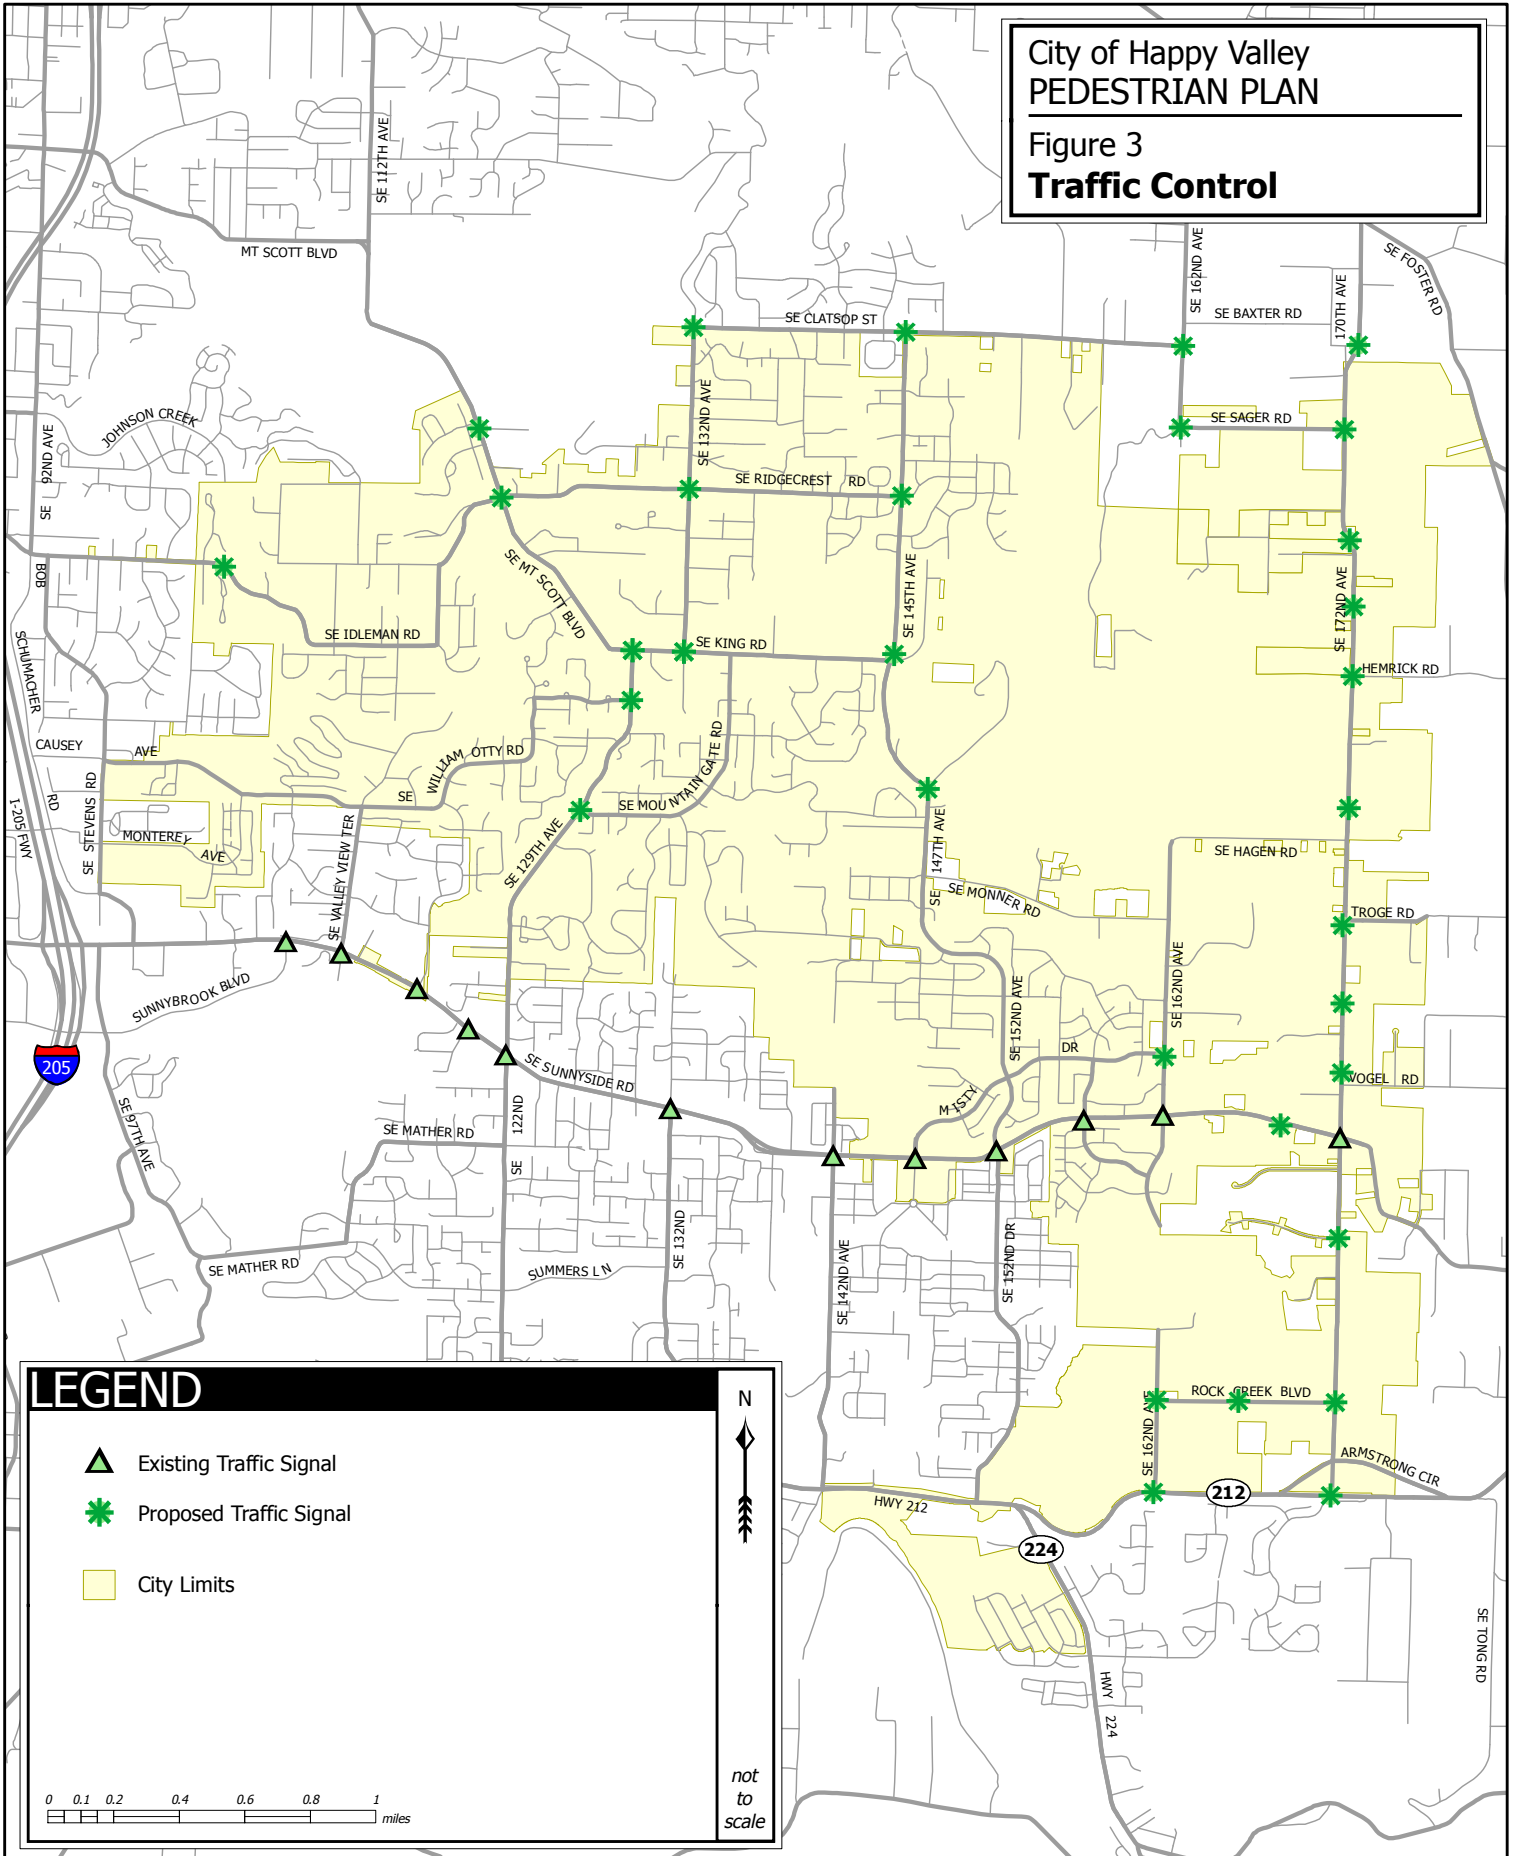 City of Happy Valley
PEDESTRIAN PLAN
Figure 3
Traffic Control
SE 112TH AVE
MT SCOTT BLVD
SE 162ND AVE
SE FOSTER RD
170TH AVE
SE BAXTER RD
SE CLATSOP ST
SE 132ND AVE
JOHNSON CREEK
SE 92ND AVE
SE SAGER RD
SE RIDGECREST RD
SE MT SCOTT BLVD
SE 145TH AVE
SE 172ND AVE
BOB
SCHUMACHER
RD
SE IDLEMAN RD
SE KING RD
HEMRICK RD
CAUSEY AVE
SE WILLIAM OTTY RD
SE MOUNTAIN GATE RD
I-205 FWY
SE STEVENS RD
MONTEREY AVE
SE VALLEY VIEW TER
SE 129TH AVE
SE 147TH AVE
SE HAGEN RD
SE MONNER RD
TROGE RD
SUNNYBROOK BLVD
SE 162ND AVE
SE 152ND AVE
205
SE SUNNYSIDE RD
MISTY DR
VOGEL RD
SE 97TH AVE
SE MATHER RD
SE 122ND
SE MATHER RD
SUMMERS LN
SE 132ND
SE 142ND AVE
SE 152ND DR
SE 162ND AVE
ROCK CREEK BLVD
ARMSTRONG CIR
HWY 212
212
224
HWY 224
SE TONG RD
LEGEND
Existing Traffic Signal
Proposed Traffic Signal
City Limits
0 0.1 0.2 0.4 0.6 0.8 1
miles
N
not
to
scale